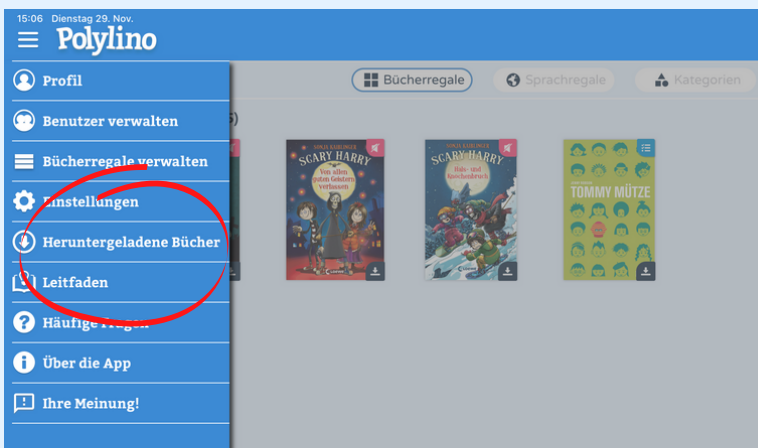 15:06 Dienstag 29. Nov.
Polylino
Profil
Benutzer verwalten
Bücherregale verwalten
Einstellungen
Heruntergeladene Bücher
Leitfaden
Häufige Fragen
Über die App
Ihre Meinung!
Bücherregale
Sprachregale
Kategorien
SONJA KAIBLINGER
SCARY HARRY
Von allen
guten Geistern
verlassen
Loewe
SONJA KAIBLINGER
SCARY HARRY
Hals- und
Knochenbruch
Loewe
TOMMY MÜTZE